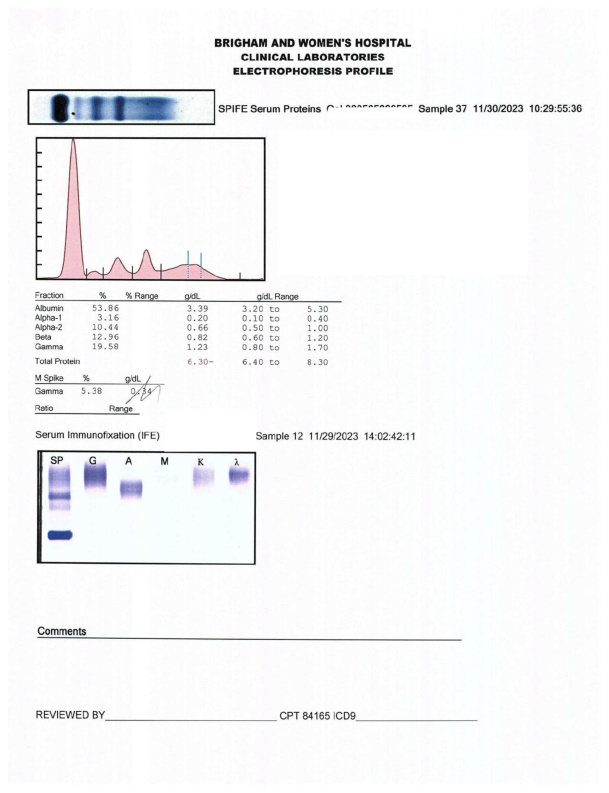 BRIGHAM AND WOMEN'S HOSPITAL
CLINICAL LABORATORIES
ELECTROPHORESIS PROFILE
SPIFE Serum Proteins Sample 37 11/30/2023 10:29:55:36
Fraction % % Range g/dL g/dL Range
Albumin 53.86 3.39 3.20 to 5.30
Alpha-1 3.16 0.20 0.10 to 0.40
Alpha-2 10.44 0.66 0.50 to 1.00
Beta 12.96 0.82 0.60 to 1.20
Gamma 19.58 1.23 0.80 to 1.70
Total Protein 6.30- 6.40 to 8.30
M Spike % g/dL
Gamma 5.38 0.34
Ratio Range
Serum Immunofixation (IFE) Sample 12 11/29/2023 14:02:42:11
SP G A M K λ
Comments
REVIEWED BY CPT 84165 ICD9